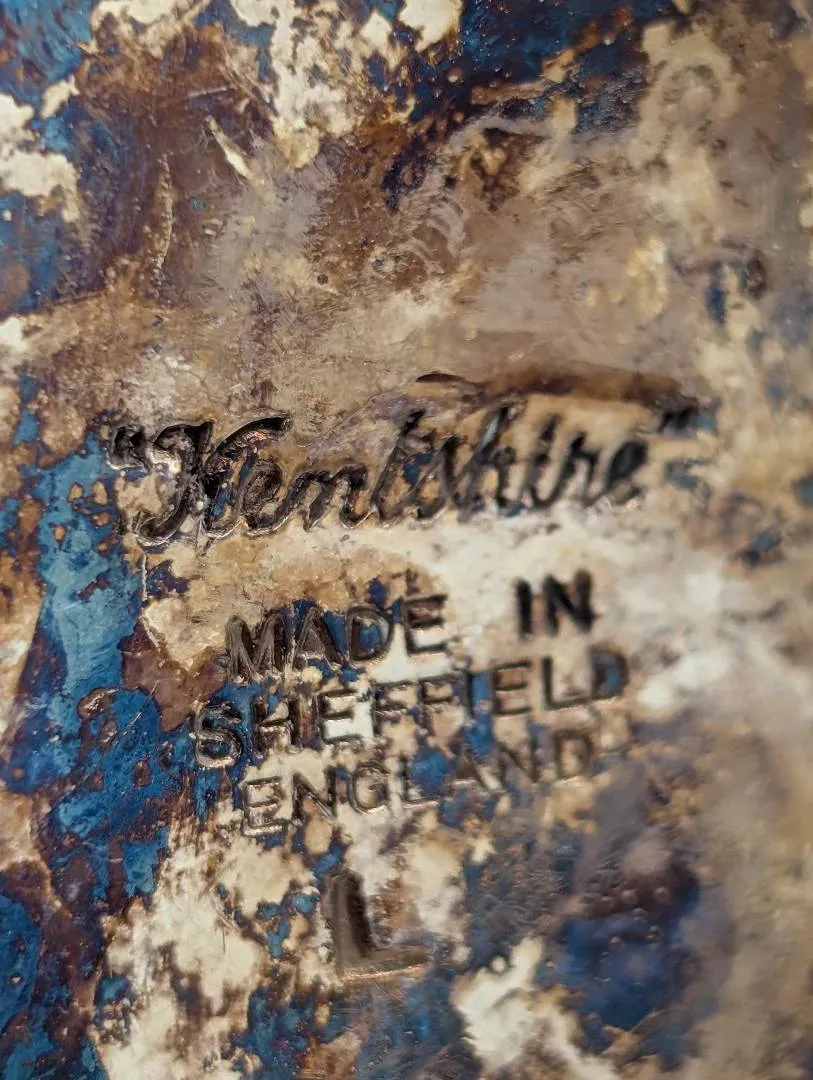 "Kentshire"
MADE IN
SHEFFIELD
ENGLAND
L